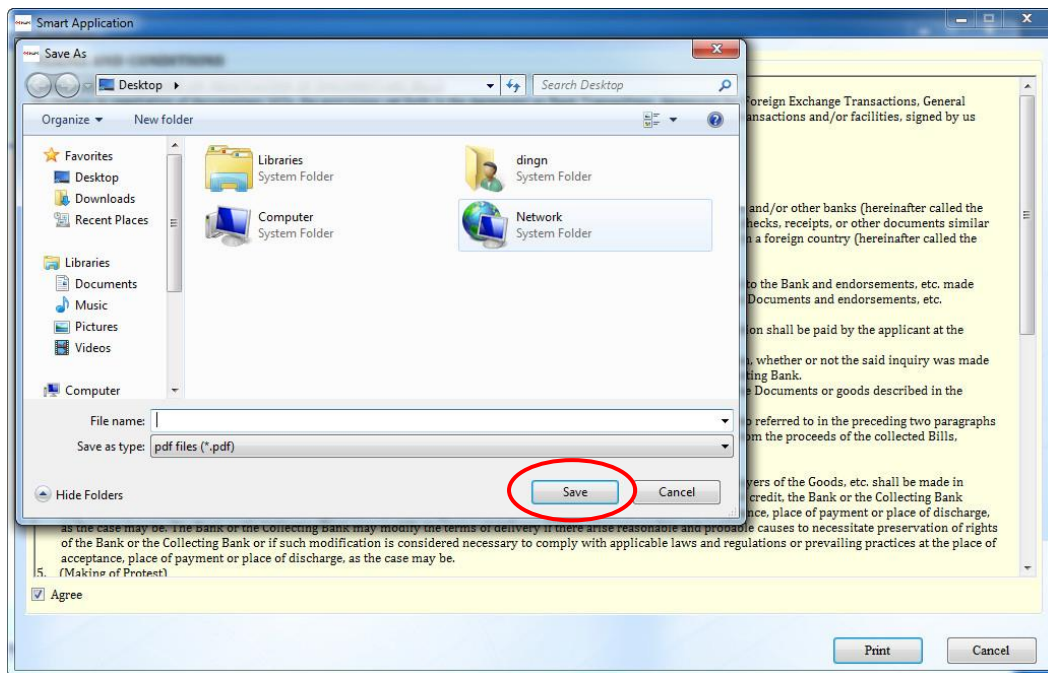 Smart Application
Save As
Desktop
Search Desktop
Organize
New folder
Favorites
Desktop
Downloads
Recent Places
Libraries
Documents
Music
Pictures
Videos
Computer
Libraries
System Folder
dingn
System Folder
Computer
System Folder
Network
System Folder
File name:
Save as type: pdf files (*.pdf)
Hide Folders
Save
Cancel
Foreign Exchange Transactions, General
ansactions and/or facilities, signed by us
and/or other banks (hereinafter called the
hecks, receipts, or other documents similar
a foreign country (hereinafter called the
to the Bank and endorsements, etc. made
Documents and endorsements, etc.
on shall be paid by the applicant at the
, whether or not the said inquiry was made
ting Bank.
e Documents or goods described in the
o referred to in the preceding two paragraphs
om the proceeds of the collected Bills,
vers of the Goods, etc. shall be made in
credit, the Bank or the Collecting Bank
nce, place of payment or place of discharge,
as the case may be. The Bank or the Collecting Bank may modify the terms of delivery if there arise reasonable and probable causes to necessitate preservation of rights
of the Bank or the Collecting Bank or if such modification is considered necessary to comply with applicable laws and regulations or prevailing practices at the place of
acceptance, place of payment or place of discharge, as the case may be.
5. (Making of Protest)
Agree
Print
Cancel